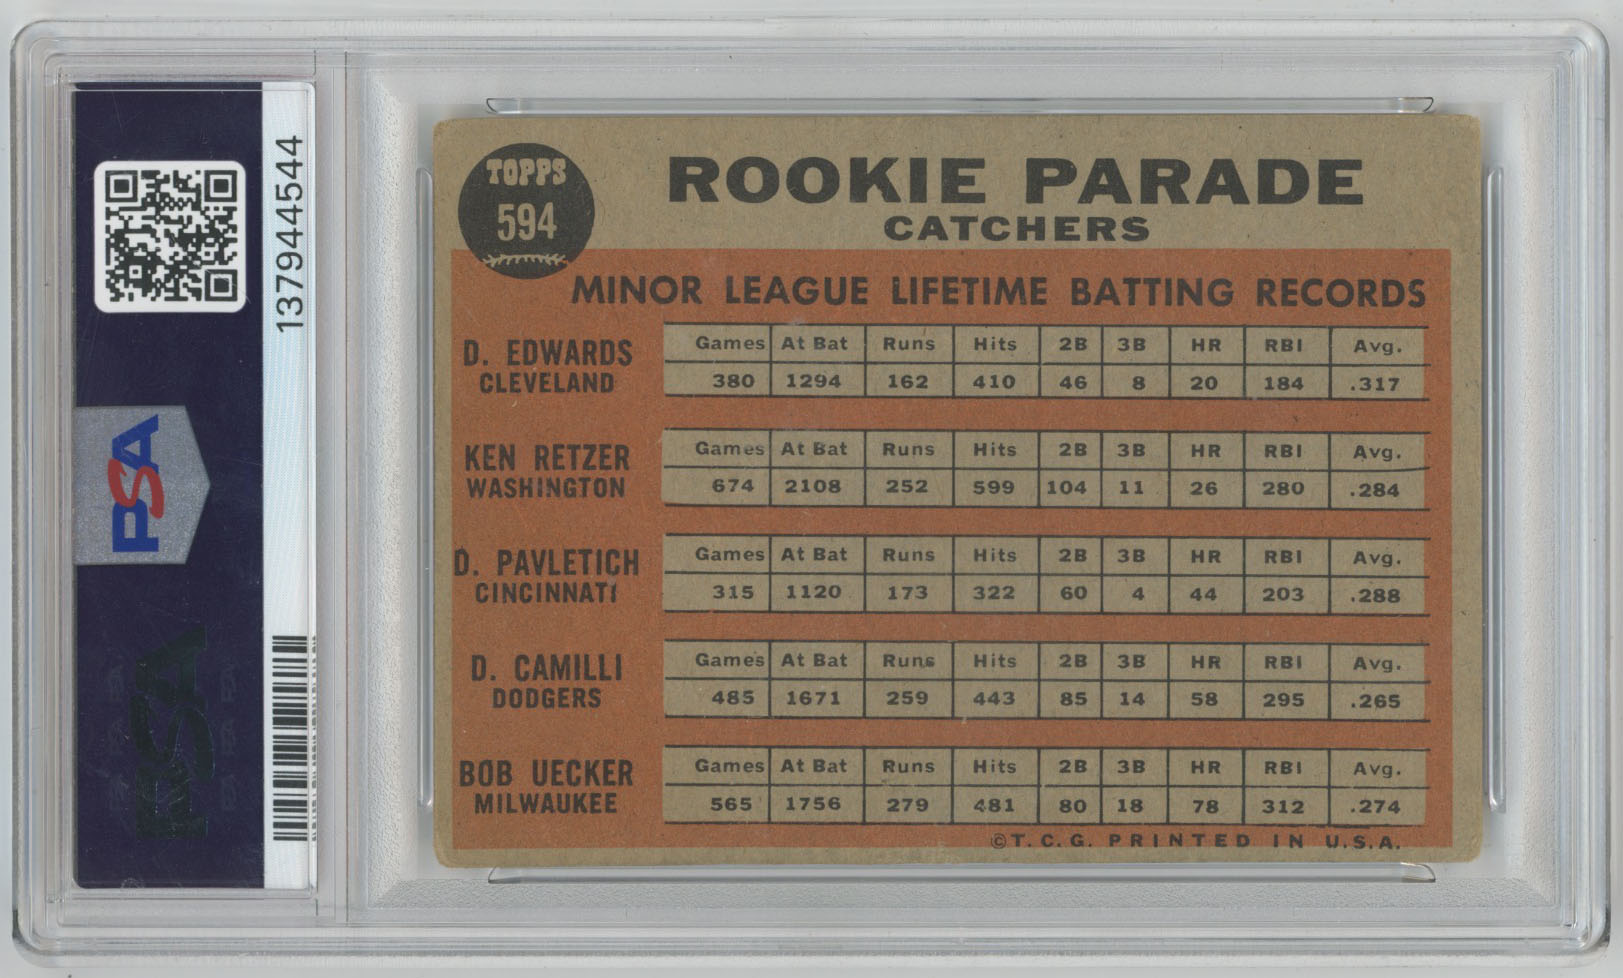 137944544
PSA
PSA
TOPPS
594
ROOKIE PARADE
CATCHERS
MINOR LEAGUE LIFETIME BATTING RECORDS
D. EDWARDS
CLEVELAND
Games At Bat Runs Hits 2B 3B HR RBI Avg.
380 1294 162 410 46 8 20 184 .317
KEN RETZER
WASHINGTON
Games At Bat Runs Hits 2B 3B HR RBI Avg.
674 2108 252 599 104 11 26 280 .284
D. PAVLETICH
CINCINNATI
Games At Bat Runs Hits 2B 3B HR RBI Avg.
315 1120 173 322 60 4 44 203 .288
D. CAMILLI
DODGERS
Games At Bat Runs Hits 2B 3B HR RBI Avg.
485 1671 259 443 85 14 58 295 .265
BOB UECKER
MILWAUKEE
Games At Bat Runs Hits 2B 3B HR RBI Avg.
565 1756 279 481 80 18 78 312 .274
©T.C.G. PRINTED IN U.S.A.